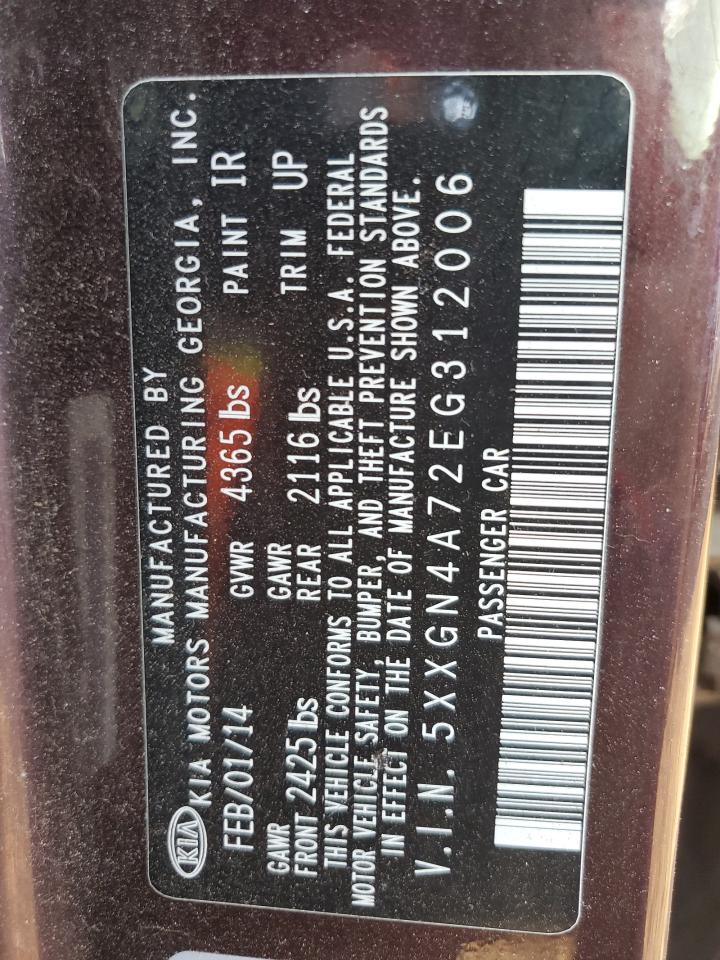 KIA
MANUFACTURED BY
KIA MOTORS MANUFACTURING GEORGIA, INC.
FEB/01/14 GVWR 4365 lbs PAINT IR
GAWR FRONT 2425 lbs GAWR REAR 2116 lbs TRIM UP
THIS VEHICLE CONFORMS TO ALL APPLICABLE U.S.A. FEDERAL
MOTOR VEHICLE SAFETY, BUMPER, AND THEFT PREVENTION STANDARDS
IN EFFECT ON THE DATE OF MANUFACTURE SHOWN ABOVE.
V.I.N. 5XXGN4A72EG312006
PASSENGER CAR